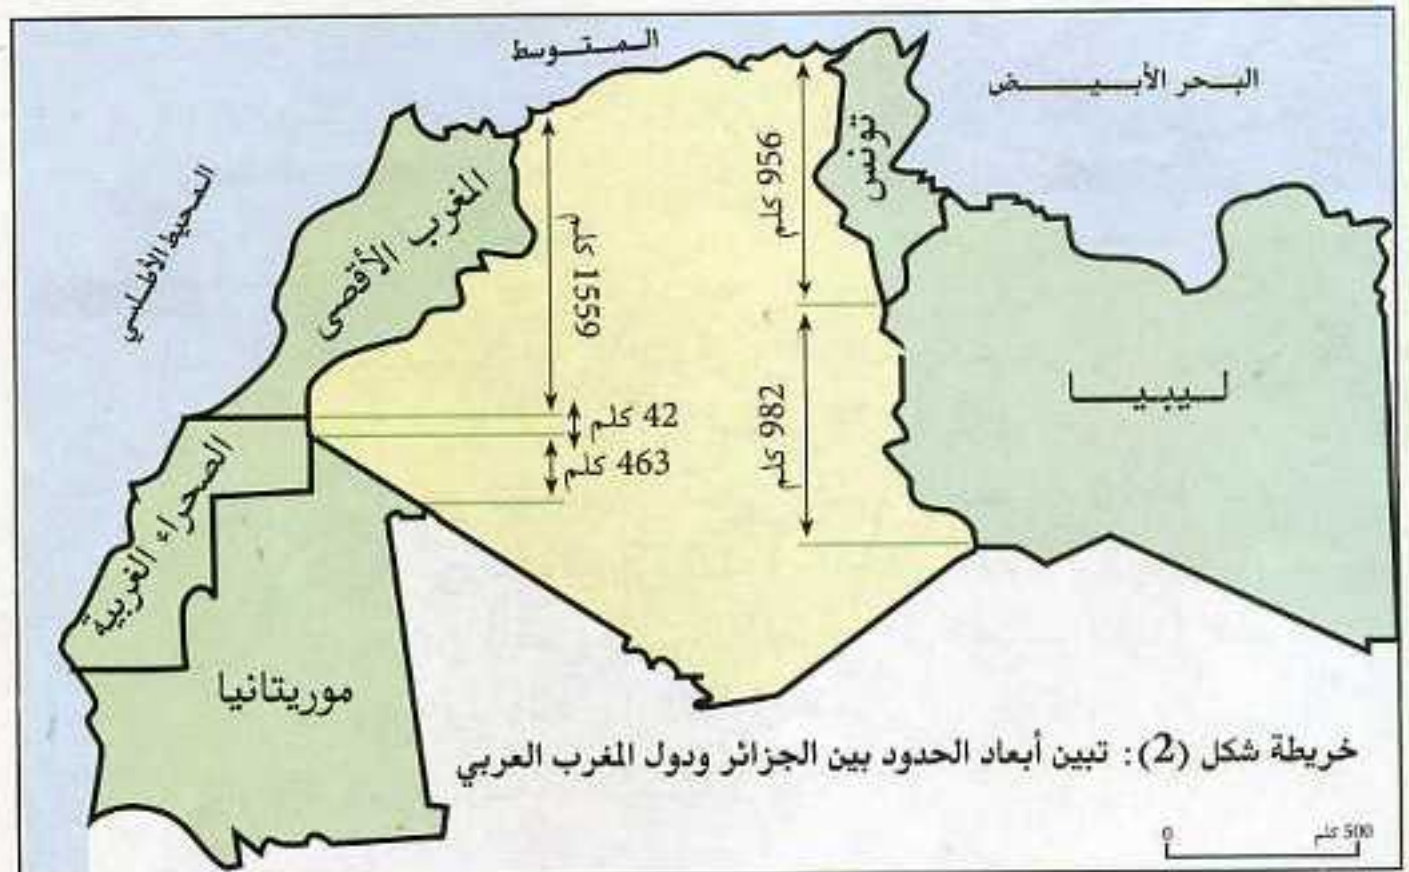 المتوسط
البحر الأبيض
المحيط الأطلسي
تونس
المغرب الأقصى
956 كلم
1559 كلم
ليبيا
982 كلم
42 كلم
463 كلم
الصحراء الغربية
موريتانيا
خريطة شكل (2): تبين أبعاد الحدود بين الجزائر ودول المغرب العربي
0 500 كلم